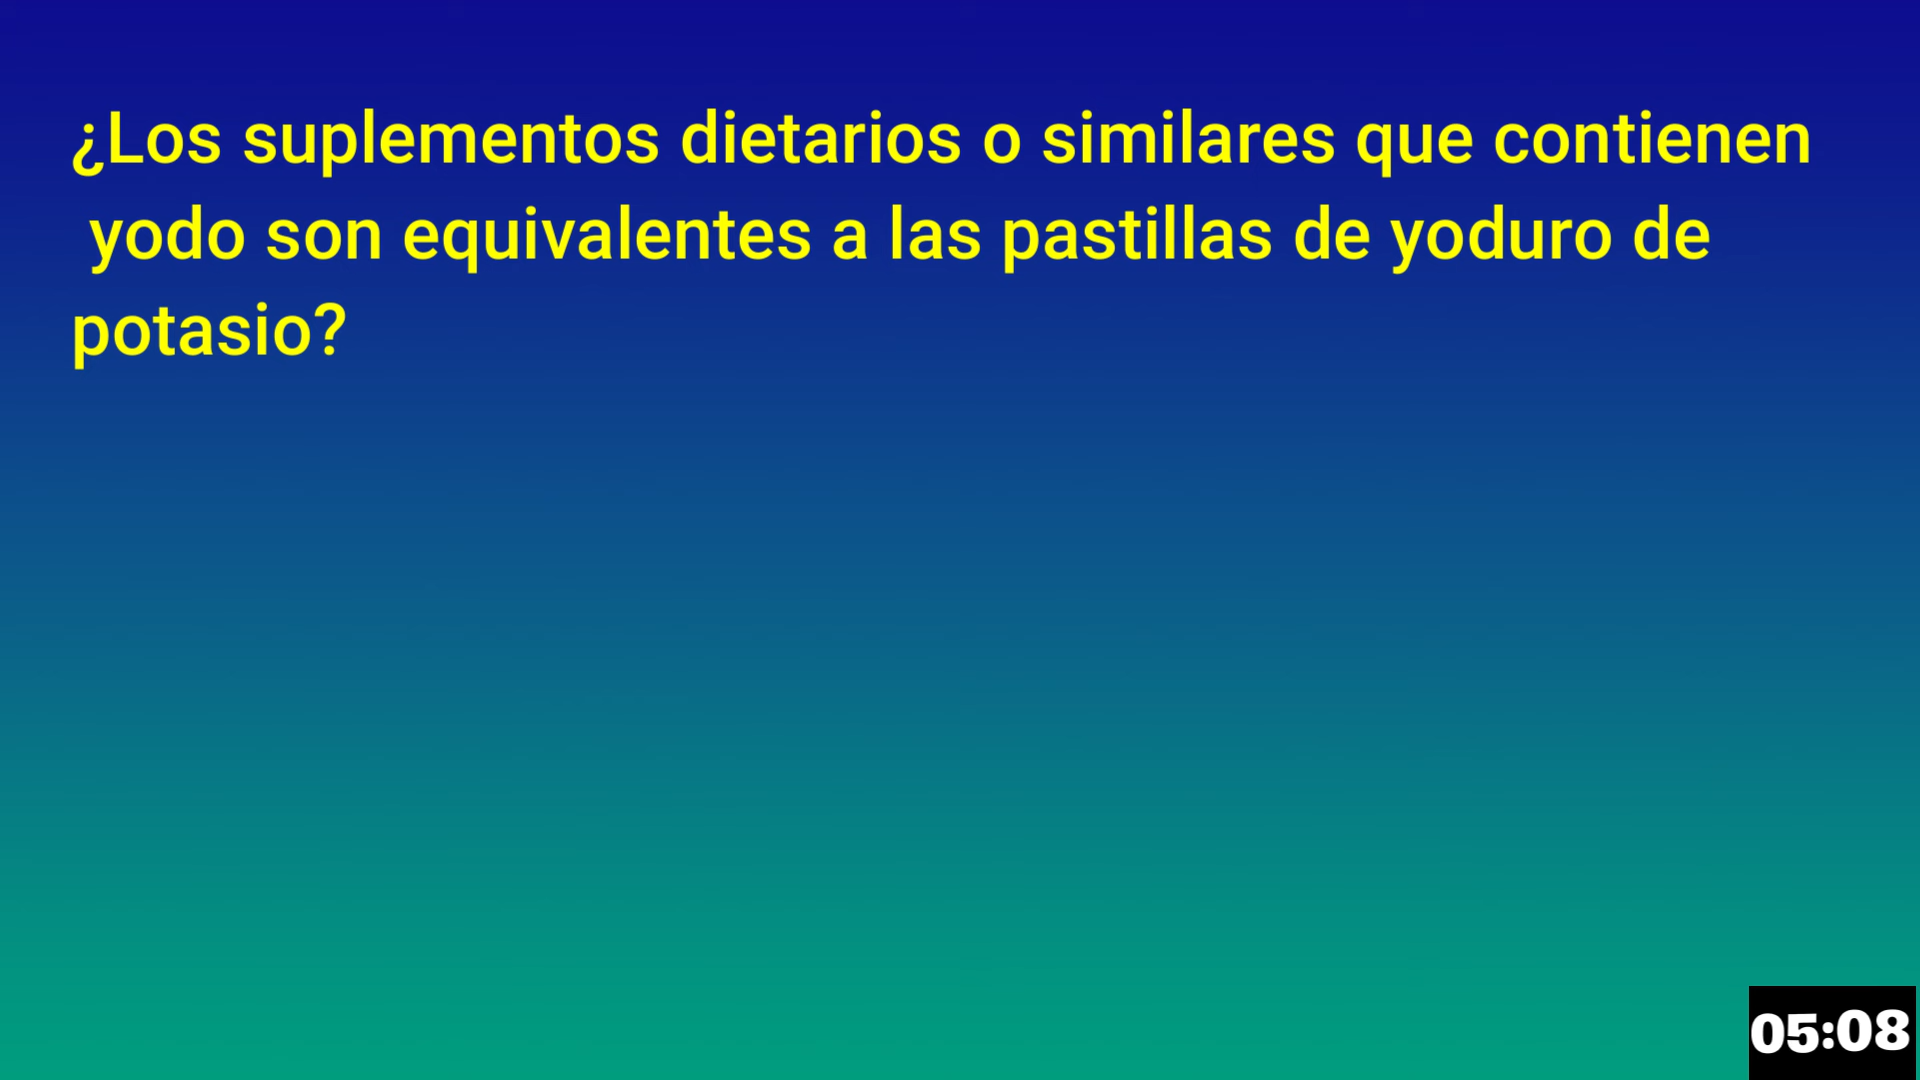 ¿Los suplementos dietarios o similares que contienen
yodo son equivalentes a las pastillas de yoduro de
potasio?
05:08